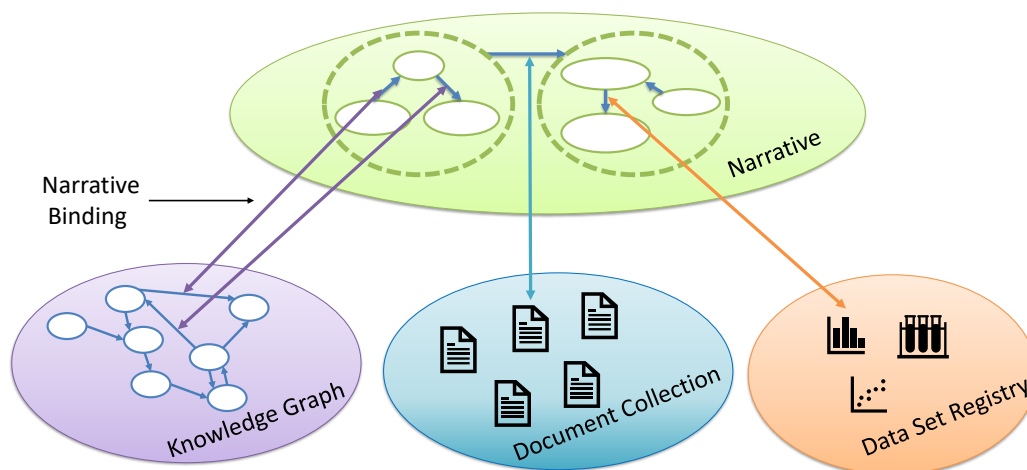 Narrative
Narrative
Binding
Knowledge Graph
Document Collection
Data Set Registry